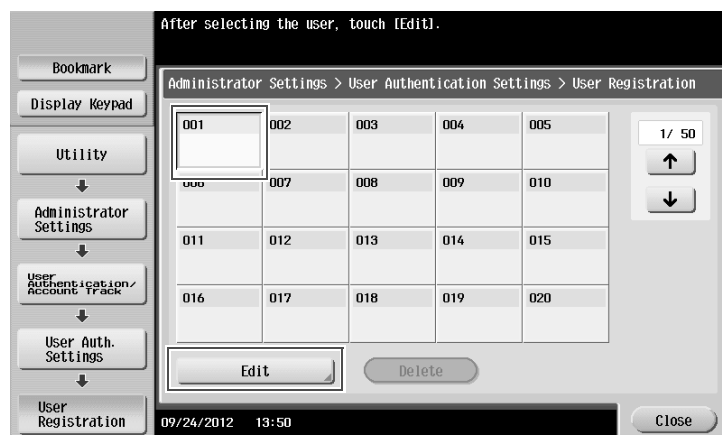 After selecting the user, touch [Edit].
Bookmark
Display Keypad
Utility
Administrator
Settings
User
Authentication/
Account Track
User Auth.
Settings
User
Registration
Administrator Settings > User Authentication Settings > User Registration
001 002 003 004 005
006 007 008 009 010
011 012 013 014 015
016 017 018 019 020
1/ 50
Edit
Delete
09/24/2012 13:50
Close